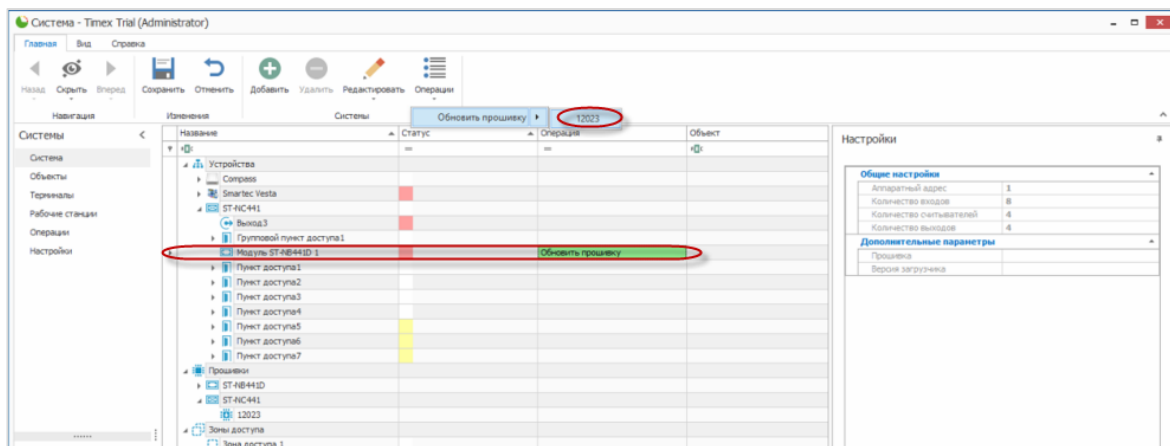 Система - Timex Trial (Administrator)
Главная Вид Справка
Назад Скрыть Вперед Сохранить Отменить Добавить Удалить Редактировать Операции
Навигация Изменения Системы
Обновить прошивку 12023
Системы
Система
Объекты
Терминалы
Рабочие станции
Операции
Настройки
Название Статус Операция Объект
= =
Устройства
Compass
Smartec Vesta
ST-NC441
Выход3
Групповой пункт доступа1
Модуль ST-NB441D 1 Обновить прошивку
Пункт доступа1
Пункт доступа2
Пункт доступа3
Пункт доступа4
Пункт доступа5
Пункт доступа6
Пункт доступа7
Прошивки
ST-NB441D
ST-NC441
12023
Зоны доступа
Зона доступа 1
Настройки
Общие настройки
Аппаратный адрес 1
Количество входов 8
Количество считывателей 4
Количество выходов 4
Дополнительные параметры
Прошивка
Версия загрузчика